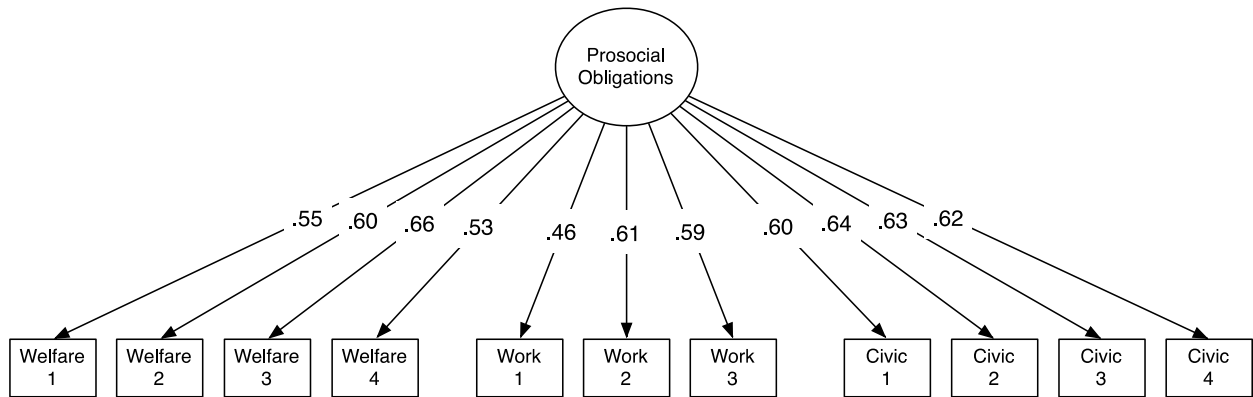 Prosocial
Obligations
.55
.60
.66
.53
.46
.61
.59
.60
.64
.63
.62
Welfare
1
Welfare
2
Welfare
3
Welfare
4
Work
1
Work
2
Work
3
Civic
1
Civic
2
Civic
3
Civic
4